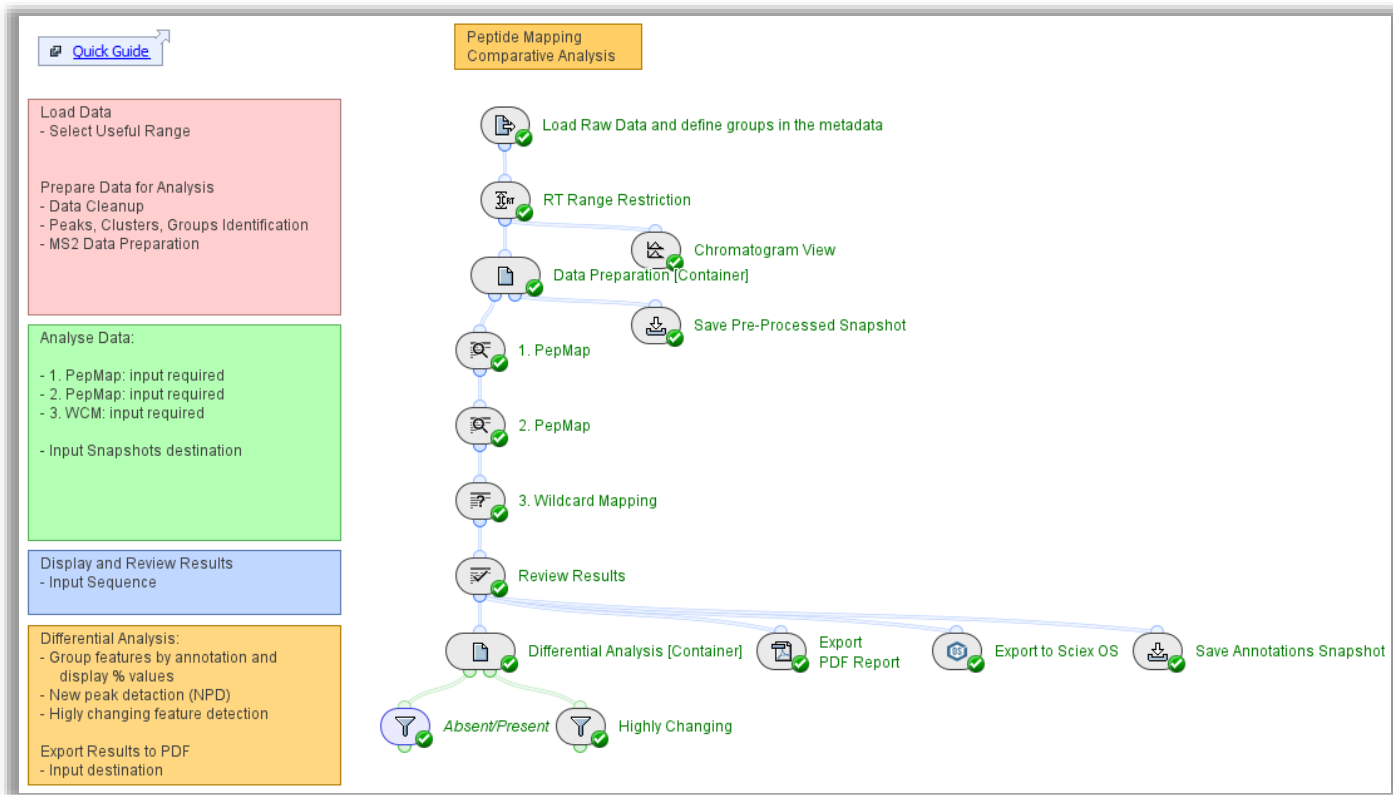 Quick Guide
Peptide Mapping
Comparative Analysis
Load Data
- Select Useful Range
Prepare Data for Analysis
- Data Cleanup
- Peaks, Clusters, Groups Identification
- MS2 Data Preparation
Analyse Data:
- 1. PepMap: input required
- 2. PepMap: input required
- 3. WCM: input required
- Input Snapshots destination
Display and Review Results
- Input Sequence
Differential Analysis:
- Group features by annotation and
display % values
- New peak detaction (NPD)
- Higly changing feature detection
Export Results to PDF
- Input destination
Load Raw Data and define groups in the metadata
RT
RT Range Restriction
Chromatogram View
Data Preparation [Container]
Save Pre-Processed Snapshot
1. PepMap
2. PepMap
?
3. Wildcard Mapping
Review Results
Differential Analysis [Container]
Export
PDF Report
OS
Export to Sciex OS
Save Annotations Snapshot
Absent/Present
Highly Changing